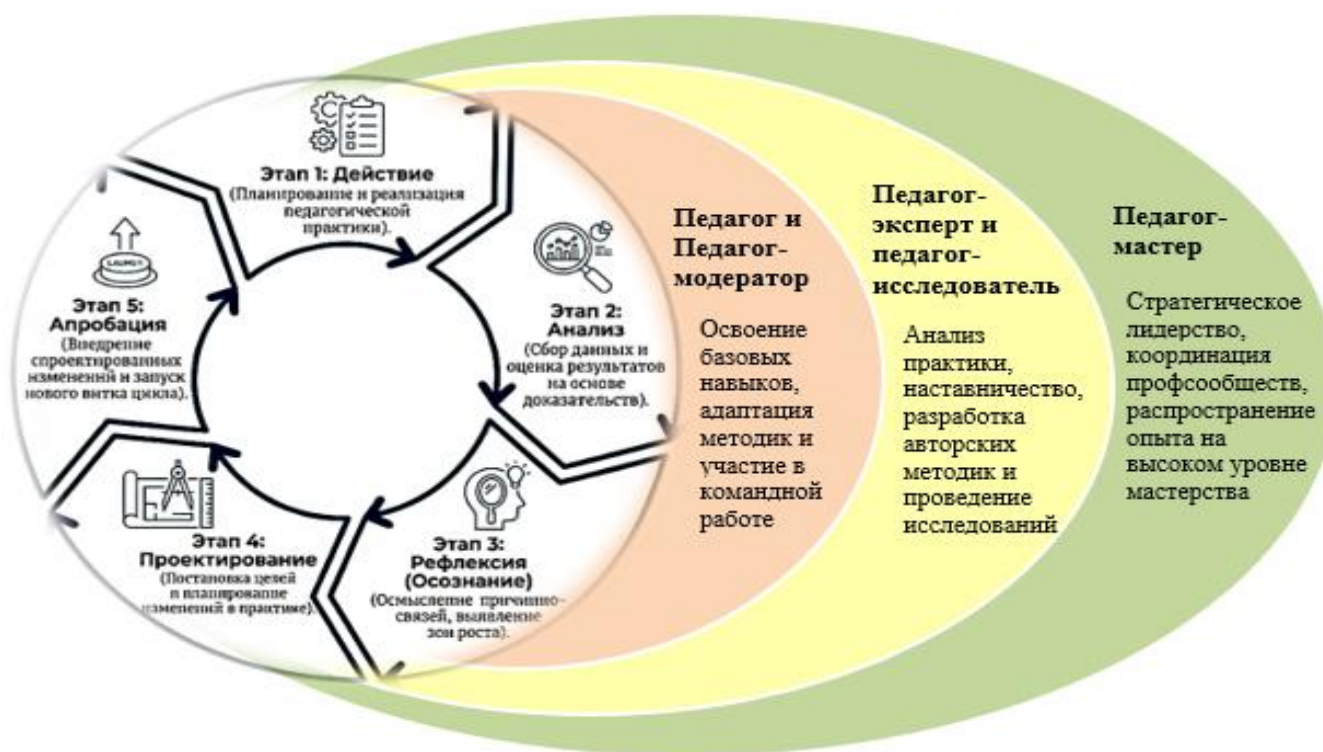 Этап 1: Действие
(Планирование и реализация
педагогической
практики).
Этап 2:
Анализ
(Сбор данных и
оценка результатов
на основе
доказательств).
Этап 3:
Рефлексия
(Осознание)
(Осмысление причинно-
связей, выявление
зон роста).
Этап 4:
Проектирование
(Постановка целей
и планирование
изменений в практике).
Этап 5:
Апробация
(Внедрение
спроектированных
изменений и запуск
нового витка цикла).
Педагог и
Педагог-
модератор
Освоение
базовых
навыков,
адаптация
методик и
участие в
командной
работе
Педагог-
эксперт и
педагог-
исследователь
Анализ
практики,
наставничество,
разработка
авторских
методик и
проведение
исследований
Педагог-
мастер
Стратегическое
лидерство,
координация
профсообществ,
распространение
опыта на
высоком уровне
мастерства